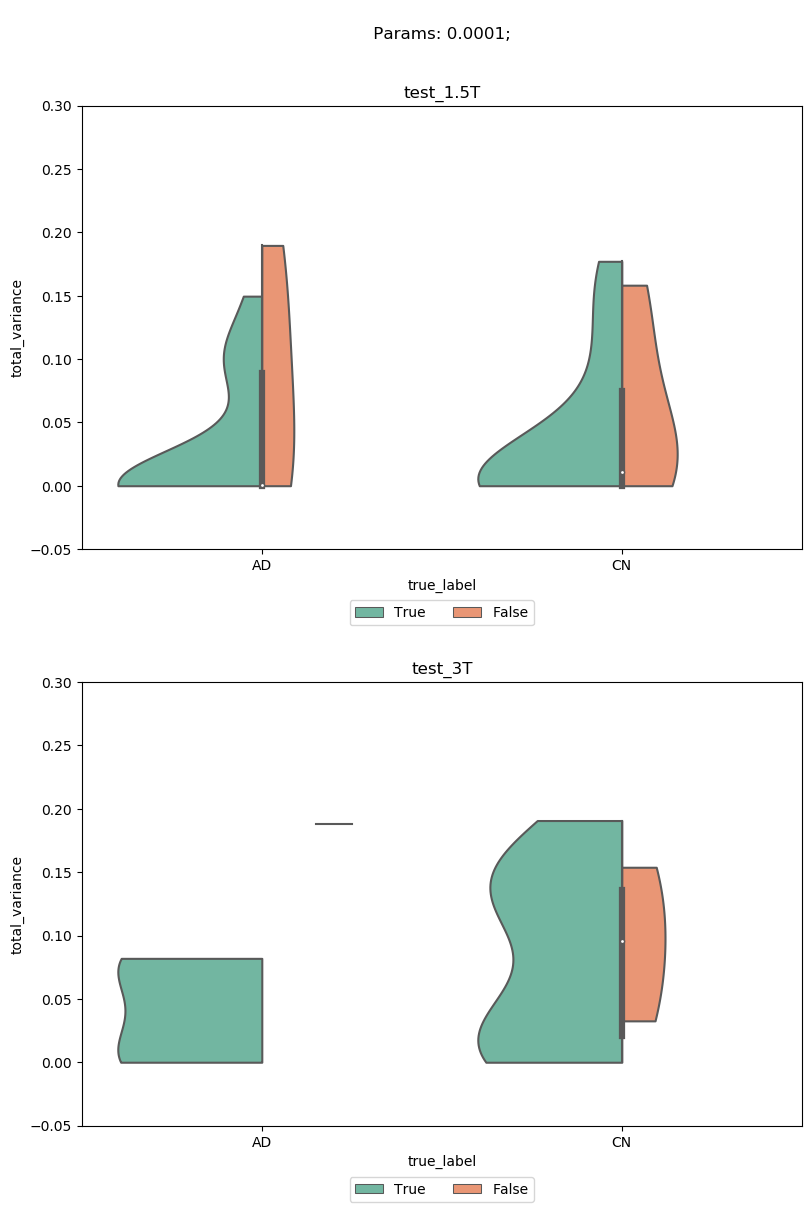 Params: 0.0001;
test_1.5T
0.30
0.25
0.20
0.15
0.10
0.05
0.00
−0.05
total_variance
AD CN
true_label
True False
test_3T
0.30
0.25
0.20
0.15
0.10
0.05
0.00
−0.05
total_variance
AD CN
true_label
True False